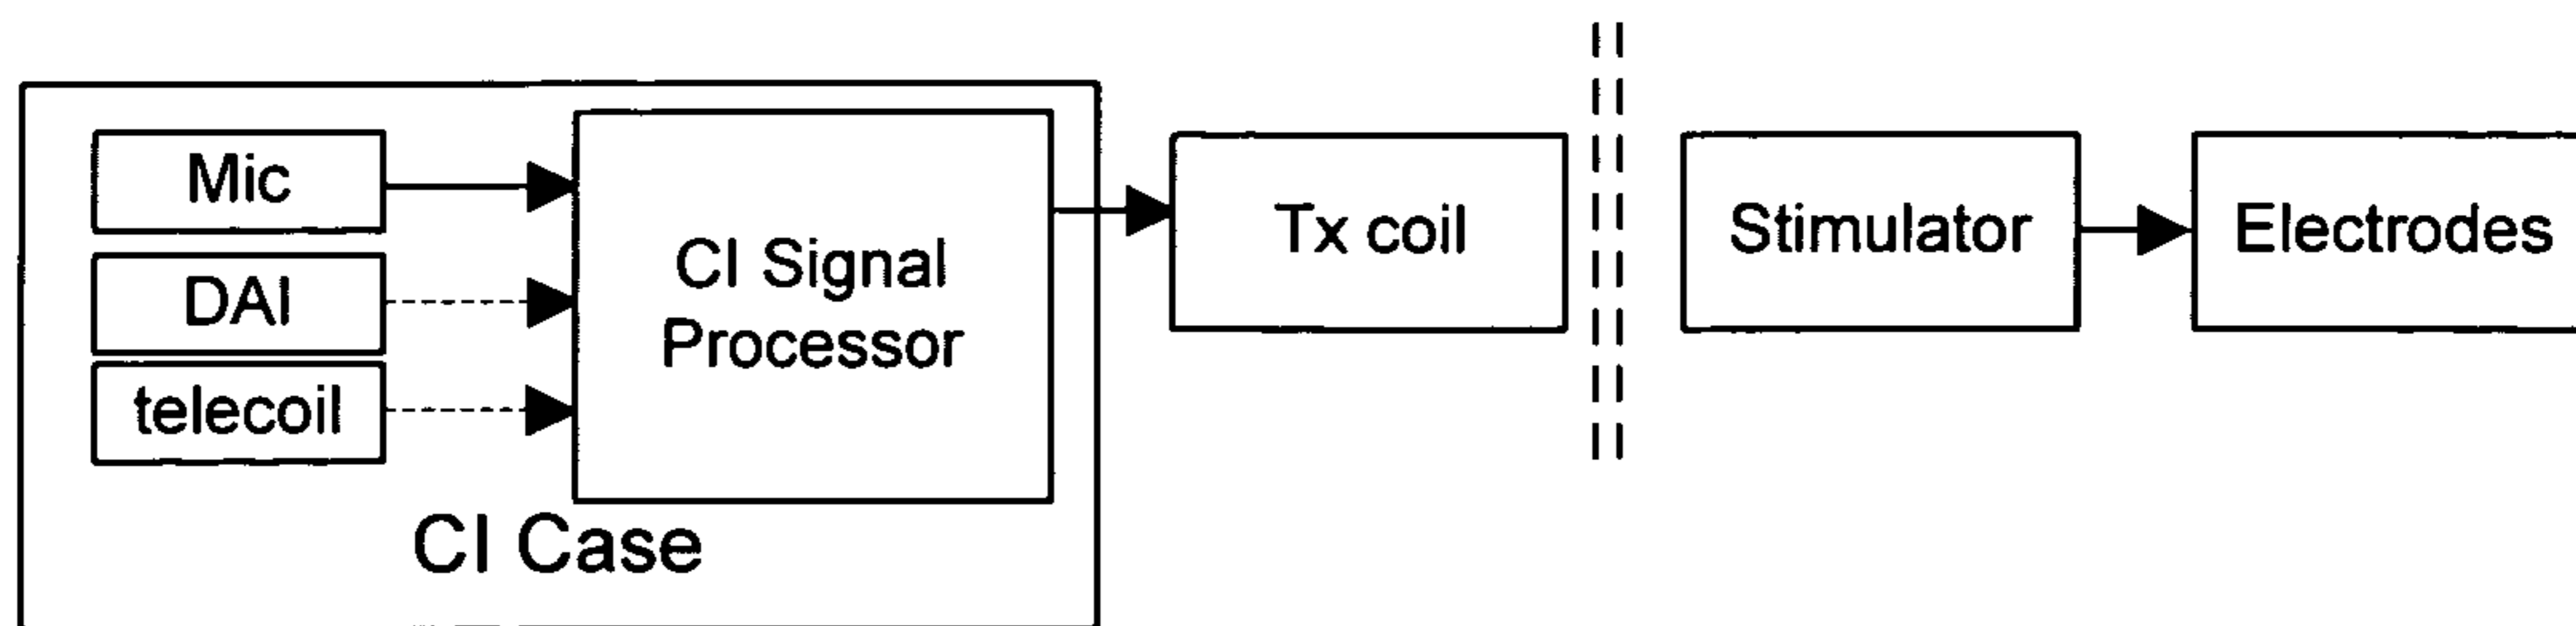 Mic
DAI
telecoil
CI Signal
Processor
CI Case
Tx coil
Stimulator
Electrodes